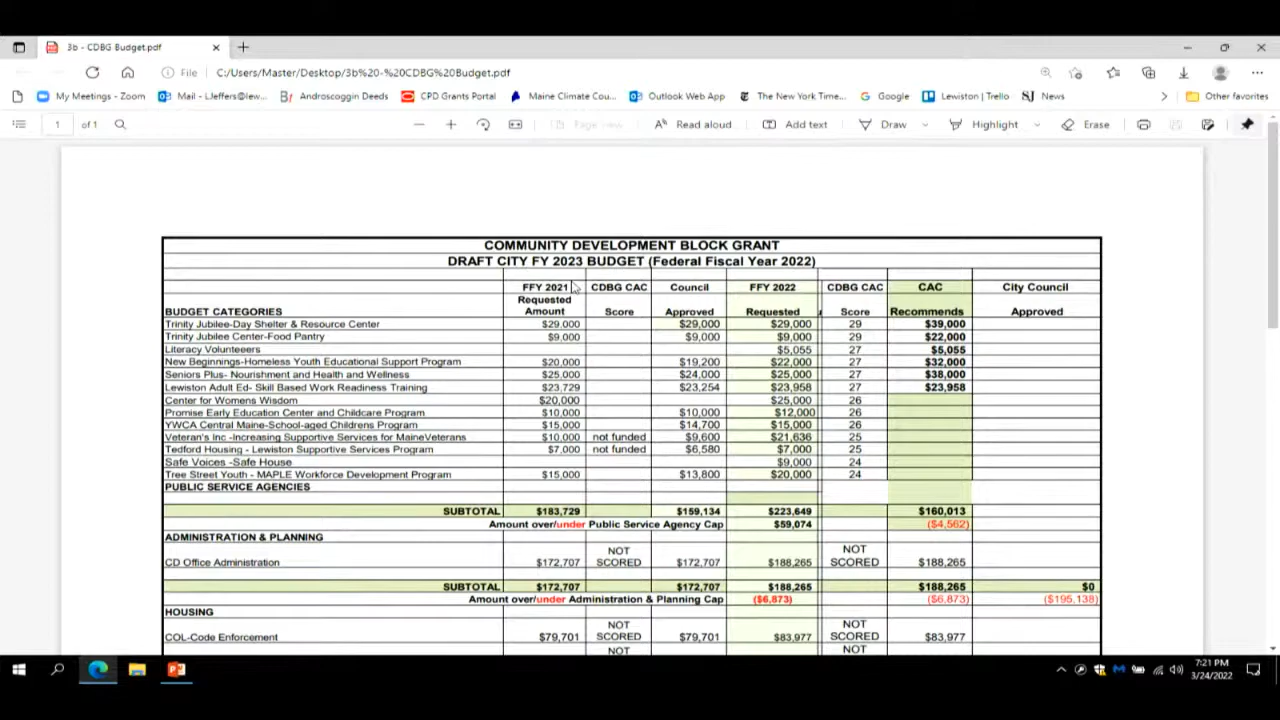 3b - CDBG Budget.pdf
File C:/Users/Master/Desktop/3b%20-%20CDBG%20Budget.pdf
My Meetings - Zoom Mail - LJeffers@lew... Androscoggin Deeds CPD Grants Portal Maine Climate Cou... Outlook Web App The New York Time... Google Lewiston | Trello News Other favorites
1 of 1 Page view Read aloud Add text Draw Highlight Erase
COMMUNITY DEVELOPMENT BLOCK GRANT
DRAFT CITY FY 2023 BUDGET (Federal Fiscal Year 2022)
FFY 2021 CDBG CAC Council FFY 2022 CDBG CAC CAC City Council
BUDGET CATEGORIES Requested Amount Score Approved Requested Score Recommends Approved
Trinity Jubilee-Day Shelter & Resource Center $29,000 $29,000 $29,000 29 $39,000
Trinity Jubilee Center-Food Pantry $9,000 $9,000 $9,000 29 $22,000
Literacy Volunteeers $5,055 27 $5,055
New Beginnings-Homeless Youth Educational Support Program $20,000 $19,200 $22,000 27 $32,000
Seniors Plus- Nourishment and Health and Wellness $25,000 $24,000 $25,000 27 $38,000
Lewiston Adult Ed- Skill Based Work Readiness Training $23,729 $23,254 $23,958 27 $23,958
Center for Womens Wisdom $20,000 $25,000 26
Promise Early Education Center and Childcare Program $10,000 $10,000 $12,000 26
YWCA Central Maine-School-aged Childrens Program $15,000 $14,700 $15,000 26
Veteran's Inc -Increasing Supportive Services for MaineVeterans $10,000 not funded $9,600 $21,636 25
Tedford Housing - Lewiston Supportive Services Program $7,000 not funded $6,580 $7,000 25
Safe Voices -Safe House $9,000 24
Tree Street Youth - MAPLE Workforce Development Program $15,000 $13,800 $20,000 24
PUBLIC SERVICE AGENCIES
SUBTOTAL $183,729 $159,134 $223,649 $160,013
Amount over/under Public Service Agency Cap $59,074 ($4,562)
ADMINISTRATION & PLANNING
CD Office Administration $172,707 NOT SCORED $172,707 $188,265 NOT SCORED $188,265
SUBTOTAL $172,707 $172,707 $188,265 $188,265 $0
Amount over/under Administration & Planning Cap ($6,873) ($6,873) ($195,138)
HOUSING
COL-Code Enforcement $79,701 NOT SCORED $79,701 $83,977 NOT SCORED $83,977
NOT NOT
7:21 PM
3/24/2022